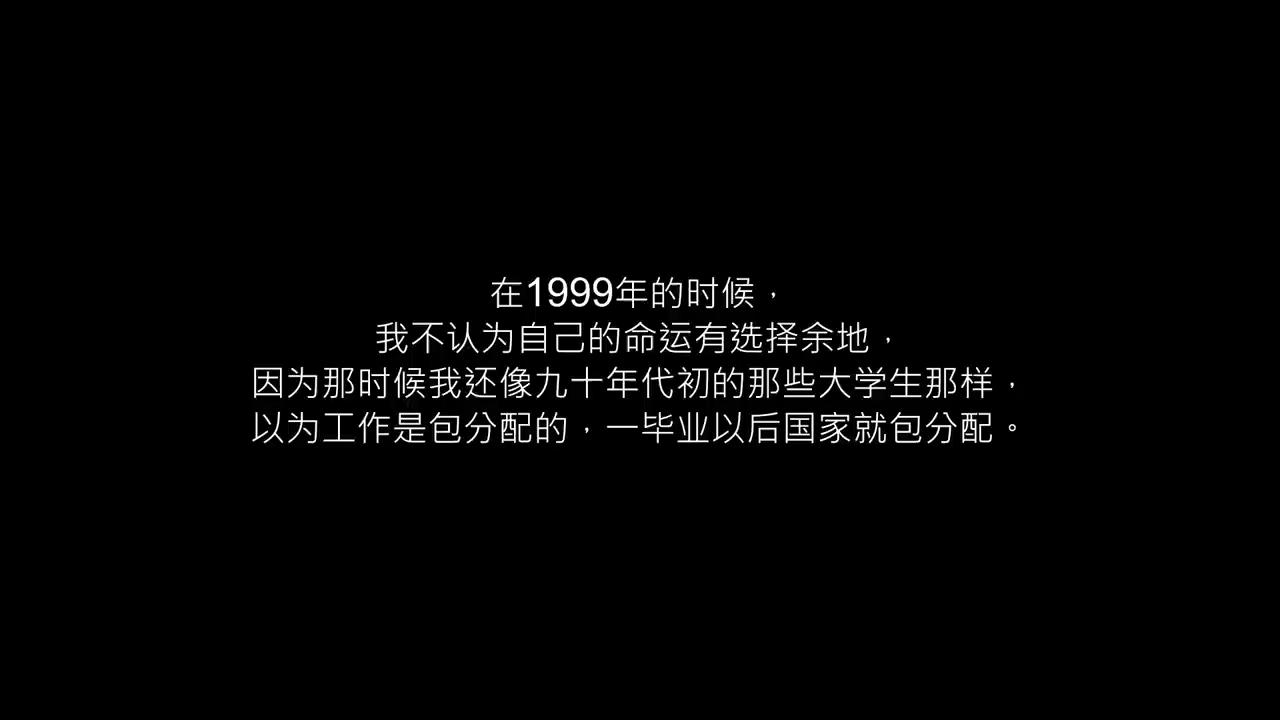 在1999年的时候，
我不认为自己的命运有选择余地，
因为那时候我还像九十年代初的那些大学生那样，
以为工作是包分配的，一毕业以后国家就包分配。